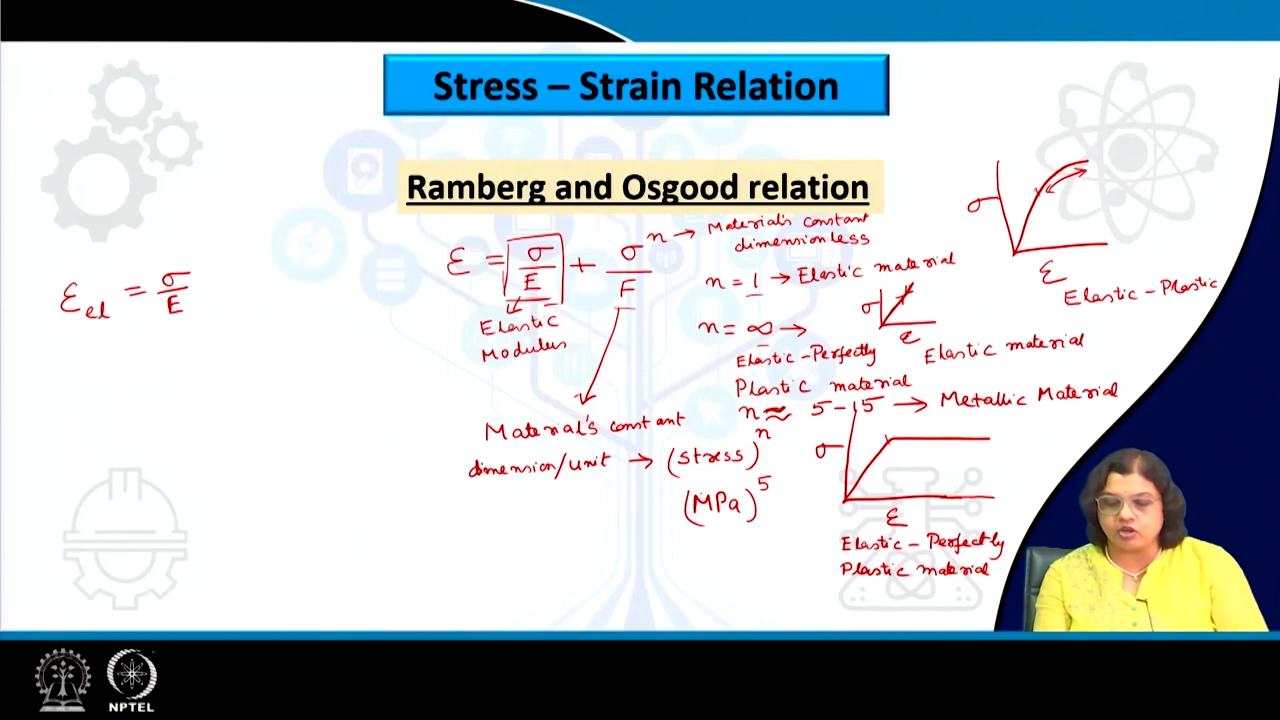 Stress – Strain Relation
Ramberg and Osgood relation
ε = σ/E + σ^n/F
n → Material's constant
dimensionless
Elastic
Modulus
ε_el = σ/E
n = 1 → Elastic material
σ
ε
Elastic material
n = ∞ →
Elastic-Perfectly
Plastic material
n ≈ 5-15 → Metallic Material
Material's constant
dimension/unit → (stress)^n
(MPa)^5
σ
ε
Elastic - Plastic
σ
ε
Elastic - Perfectly
Plastic material
NPTEL